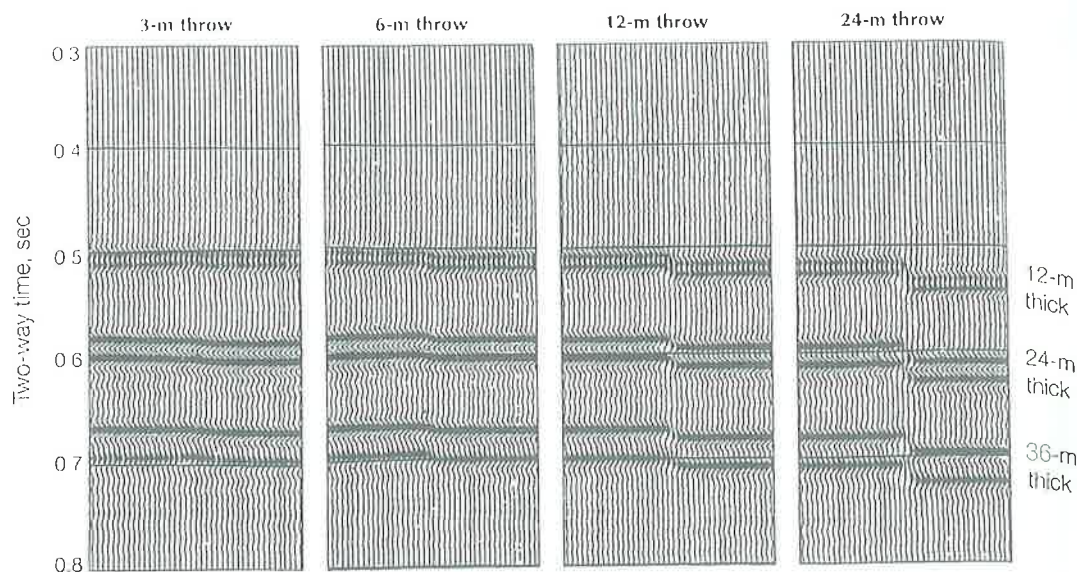 3-m throw
6-m throw
12-m throw
24-m throw
0.3
0.4
0.5
0.6
0.7
0.8
Two-way time, sec
12-m
thick
24-m
thick
36-m
thick